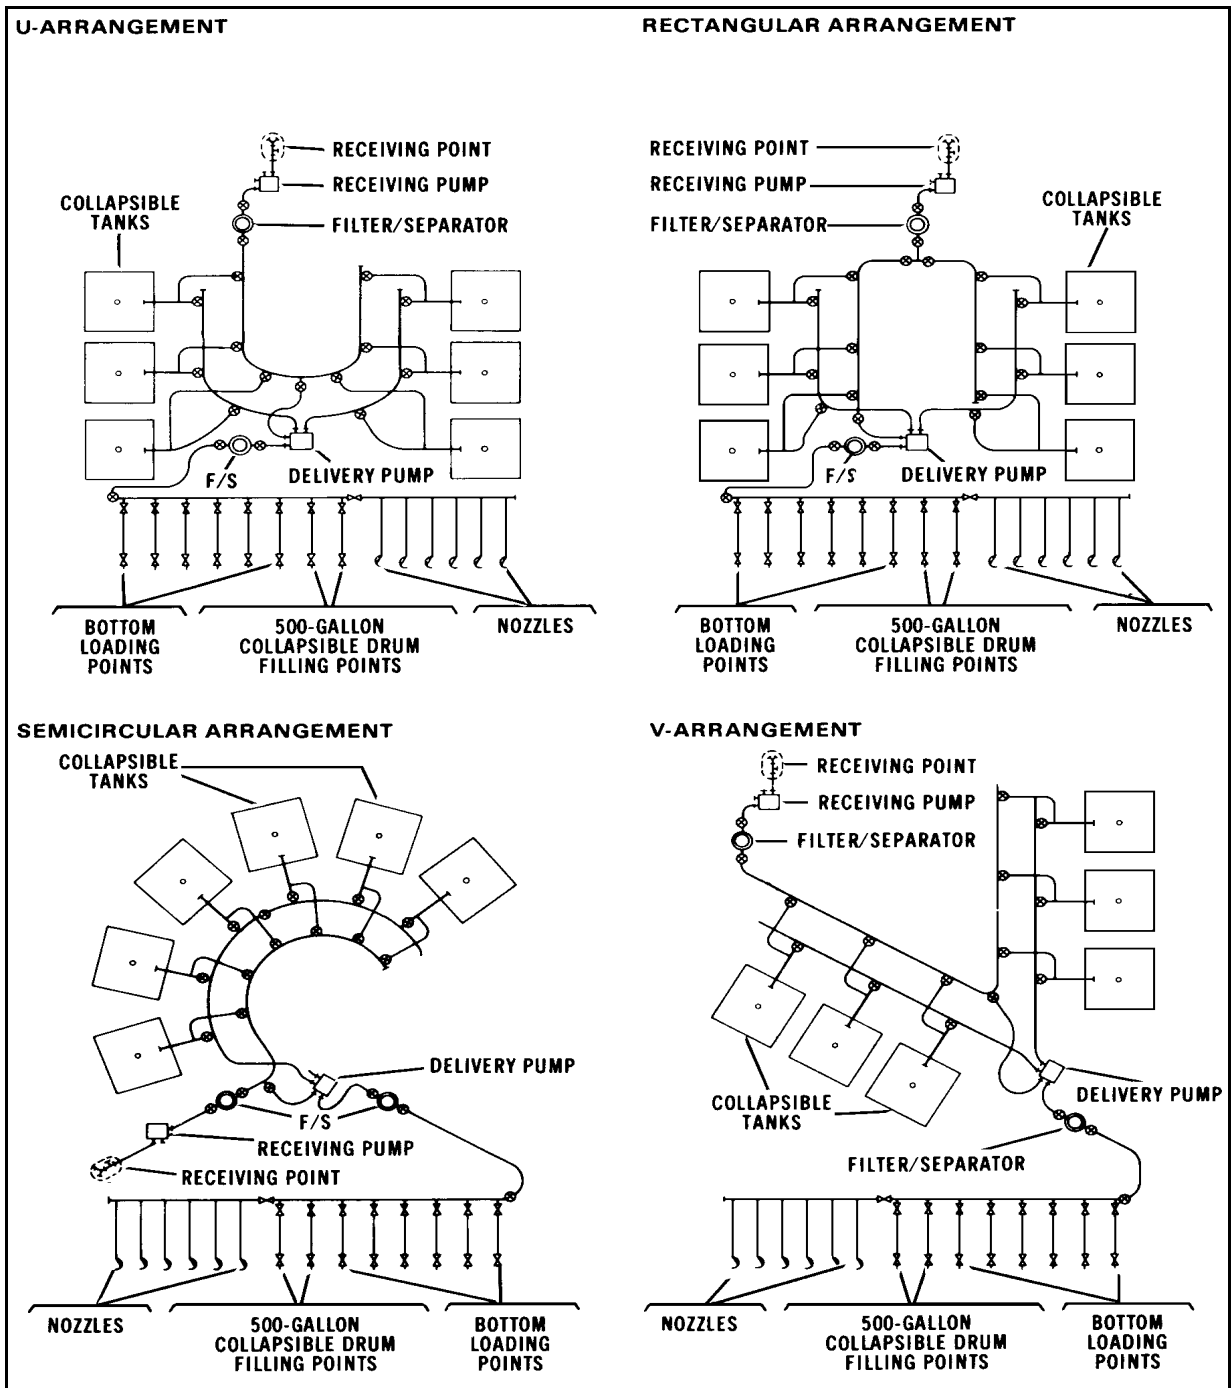 U-ARRANGEMENT
RECEIVING POINT
RECEIVING PUMP
COLLAPSIBLE
TANKS
FILTER/SEPARATOR
F/S
DELIVERY PUMP
BOTTOM
LOADING
POINTS
500-GALLON
COLLAPSIBLE DRUM
FILLING POINTS
NOZZLES
RECTANGULAR ARRANGEMENT
RECEIVING POINT
RECEIVING PUMP
COLLAPSIBLE
TANKS
FILTER/SEPARATOR
F/S
DELIVERY PUMP
BOTTOM
LOADING
POINTS
500-GALLON
COLLAPSIBLE DRUM
FILLING POINTS
NOZZLES
SEMICIRCULAR ARRANGEMENT
COLLAPSIBLE
TANKS
DELIVERY PUMP
F/S
RECEIVING PUMP
RECEIVING POINT
NOZZLES
500-GALLON
COLLAPSIBLE DRUM
FILLING POINTS
BOTTOM
LOADING
POINTS
V-ARRANGEMENT
RECEIVING POINT
RECEIVING PUMP
FILTER/SEPARATOR
COLLAPSIBLE
TANKS
DELIVERY PUMP
FILTER/SEPARATOR
NOZZLES
500-GALLON
COLLAPSIBLE DRUM
FILLING POINTS
BOTTOM
LOADING
POINTS